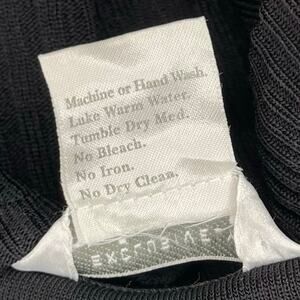 Machine or Hand Wash.
Luke Warm Water.
Tumble Dry Med.
No Bleach.
No Iron.
No Dry Clean.